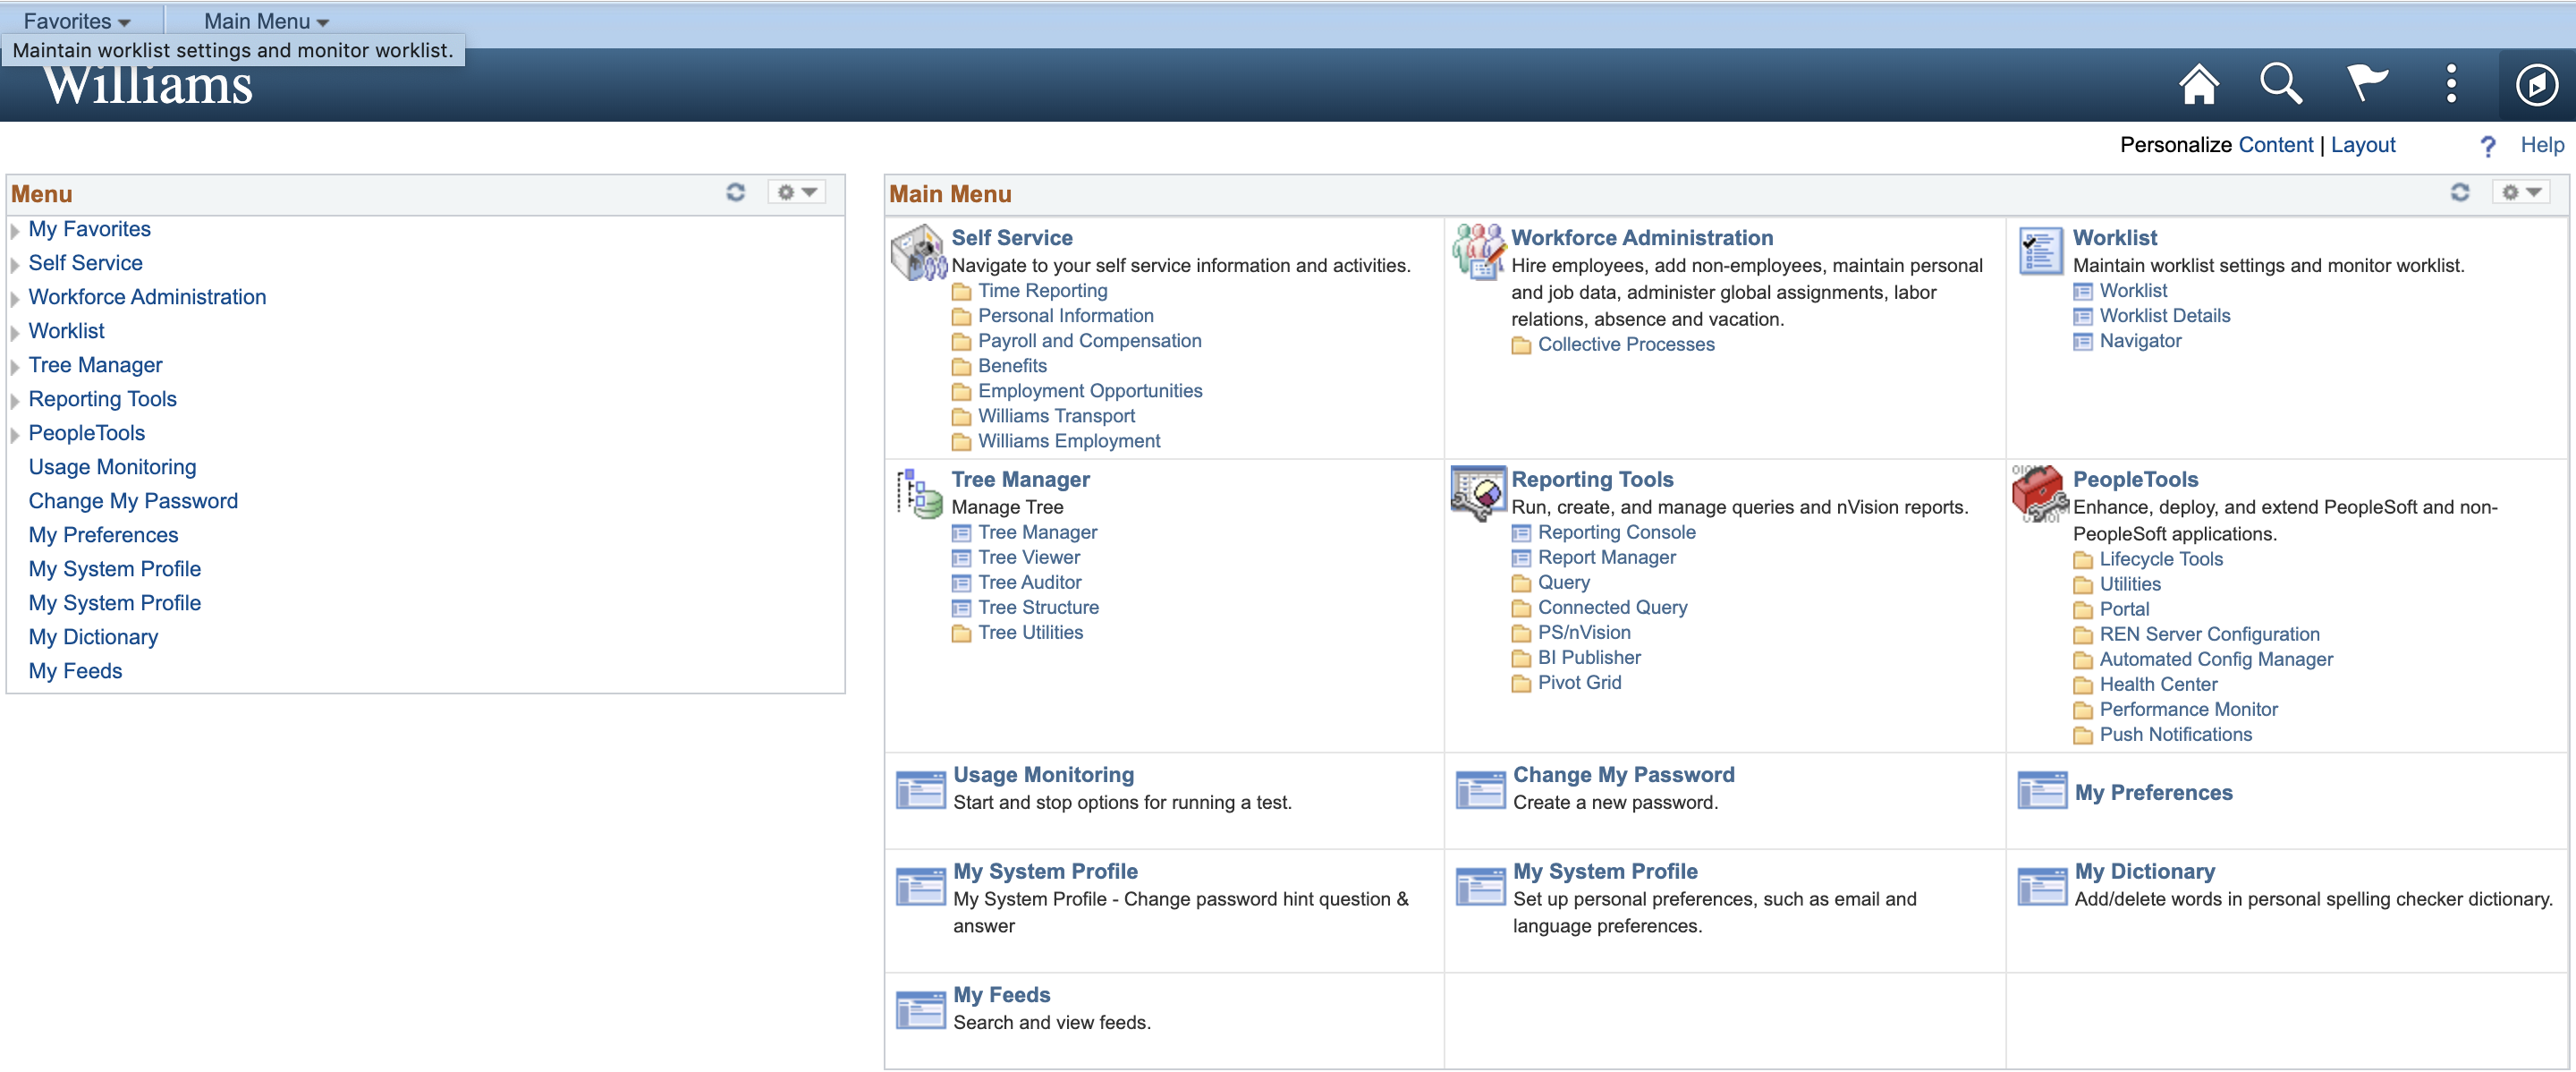 Favorites
Main Menu
Maintain worklist settings and monitor worklist.
Williams
Personalize Content | Layout
? Help
Menu
My Favorites
Self Service
Workforce Administration
Worklist
Tree Manager
Reporting Tools
PeopleTools
Usage Monitoring
Change My Password
My Preferences
My System Profile
My System Profile
My Dictionary
My Feeds
Main Menu
Self Service
Navigate to your self service information and activities.
Time Reporting
Personal Information
Payroll and Compensation
Benefits
Employment Opportunities
Williams Transport
Williams Employment
Workforce Administration
Hire employees, add non-employees, maintain personal
and job data, administer global assignments, labor
relations, absence and vacation.
Collective Processes
Worklist
Maintain worklist settings and monitor worklist.
Worklist
Worklist Details
Navigator
Tree Manager
Manage Tree
Tree Manager
Tree Viewer
Tree Auditor
Tree Structure
Tree Utilities
Reporting Tools
Run, create, and manage queries and nVision reports.
Reporting Console
Report Manager
Query
Connected Query
PS/nVision
BI Publisher
Pivot Grid
PeopleTools
Enhance, deploy, and extend PeopleSoft and non-
PeopleSoft applications.
Lifecycle Tools
Utilities
Portal
REN Server Configuration
Automated Config Manager
Health Center
Performance Monitor
Push Notifications
Usage Monitoring
Start and stop options for running a test.
Change My Password
Create a new password.
My Preferences
My System Profile
My System Profile - Change password hint question &
answer
My System Profile
Set up personal preferences, such as email and
language preferences.
My Dictionary
Add/delete words in personal spelling checker dictionary.
My Feeds
Search and view feeds.